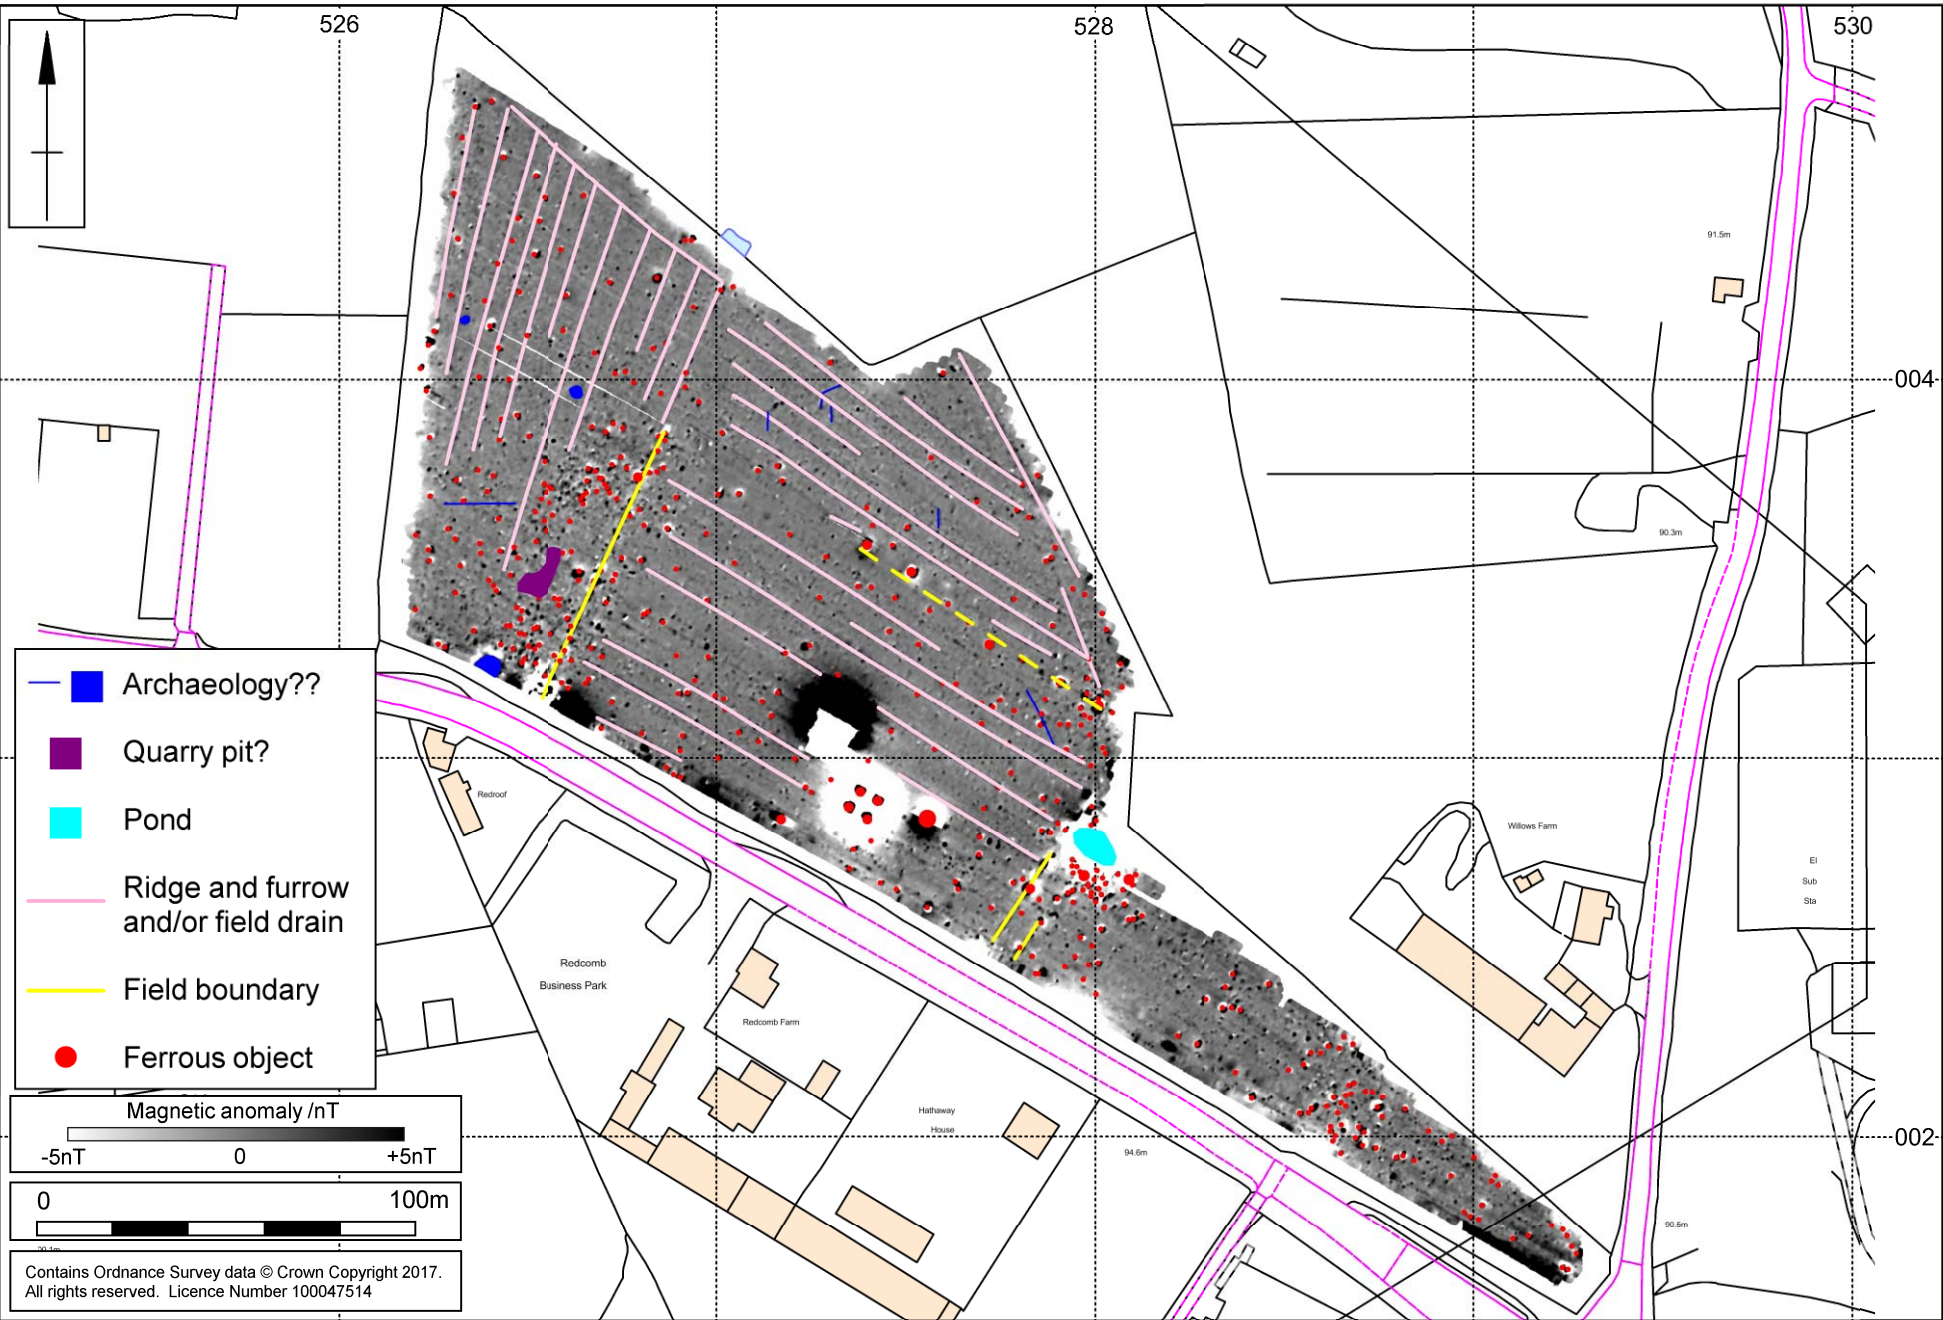 526
528
530
91.5m
004
90.3m
Archaeology??
Quarry pit?
Pond
Ridge and furrow
and/or field drain
Field boundary
Ferrous object
Redroof
Willows Farm
El
Sub
Sta
Redcomb
Business Park
Redcomb Farm
Hathaway
House
94.6m
002
90.6m
Magnetic anomaly /nT
-5nT 0 +5nT
0 100m
Contains Ordnance Survey data © Crown Copyright 2017.
All rights reserved. Licence Number 100047514